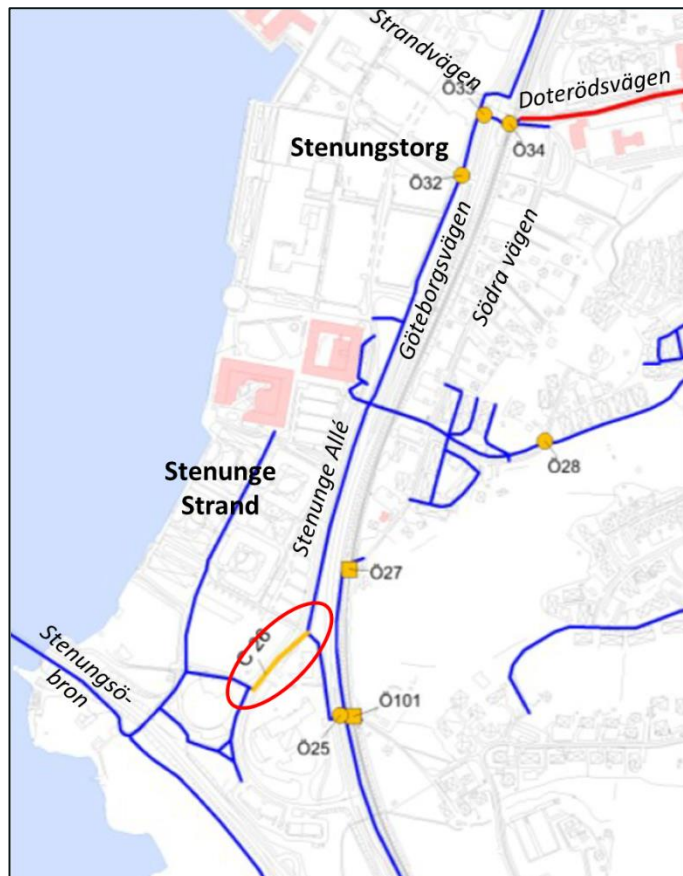 Strandvägen
Doterödsvägen
Ö33
Ö34
Stenungstorg
Ö32
Göteborgsvägen
Södra vägen
Stenunge Allé
Ö28
Stenunge
Strand
Ö27
C 26
Stenungsö-
bron
Ö101
Ö25